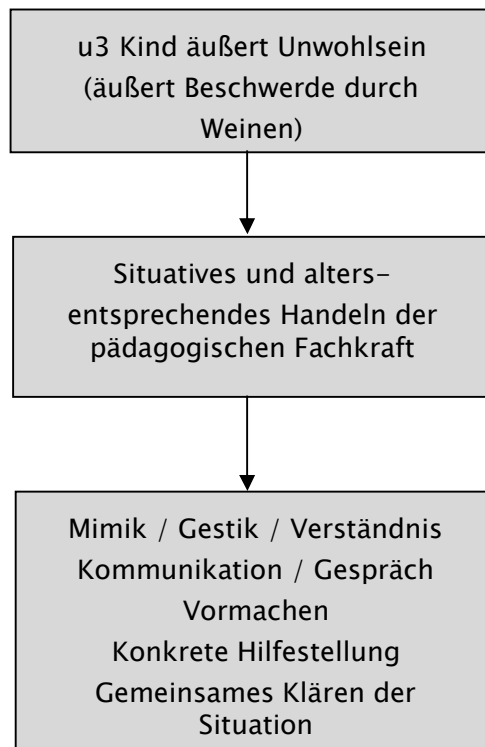 u3 Kind äußert Unwohlsein
(äußert Beschwerde durch
Weinen)
Situatives und alters-
entsprechendes Handeln der
pädagogischen Fachkraft
Mimik / Gestik / Verständnis
Kommunikation / Gespräch
Vormachen
Konkrete Hilfestellung
Gemeinsames Klären der
Situation